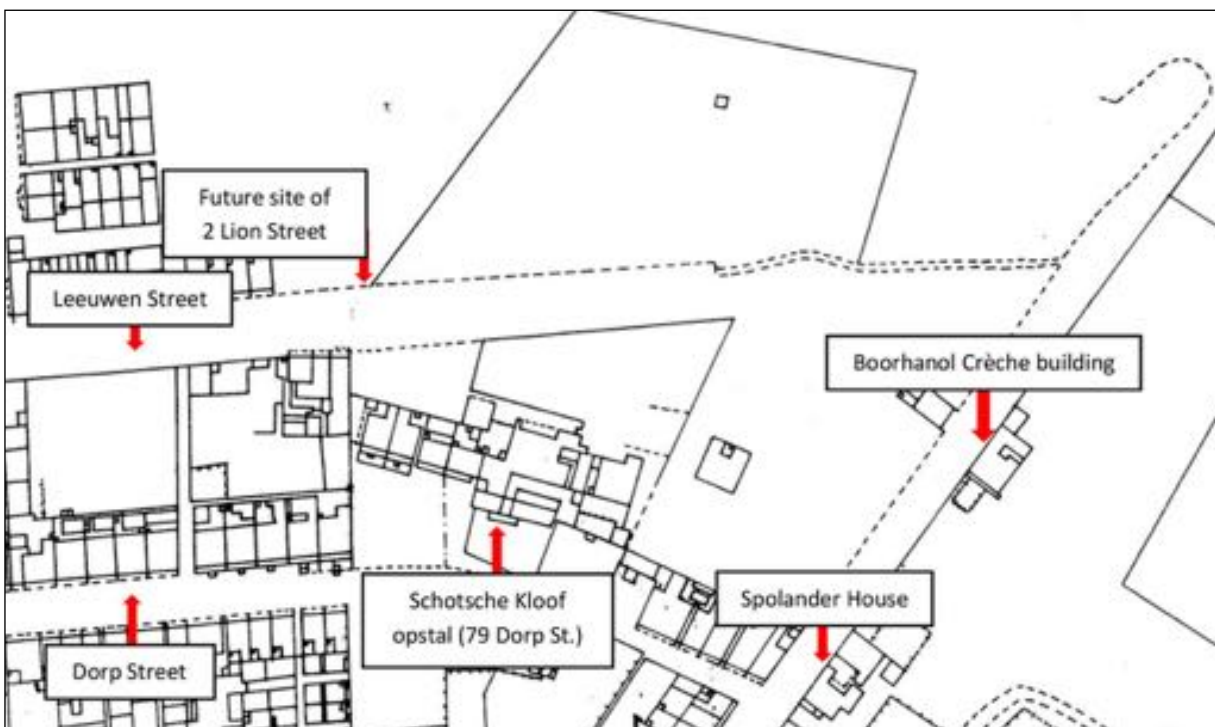 Future site of
2 Lion Street
Leeuwen Street
Boorhanol Crèche building
Schotsche Kloof
opstal (79 Dorp St.)
Spolander House
Dorp Street